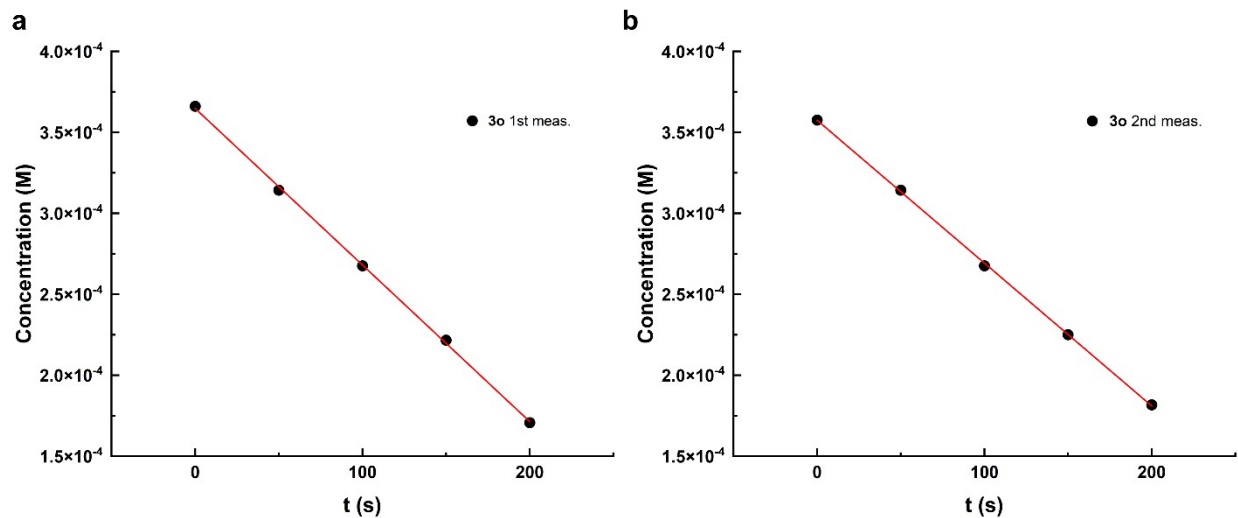 a
4.0×10⁻⁴
3.5×10⁻⁴
3.0×10⁻⁴
2.5×10⁻⁴
2.0×10⁻⁴
1.5×10⁻⁴
Concentration (M)
3o 1st meas.
0
100
200
t (s)
b
4.0×10⁻⁴
3.5×10⁻⁴
3.0×10⁻⁴
2.5×10⁻⁴
2.0×10⁻⁴
1.5×10⁻⁴
Concentration (M)
3o 2nd meas.
0
100
200
t (s)